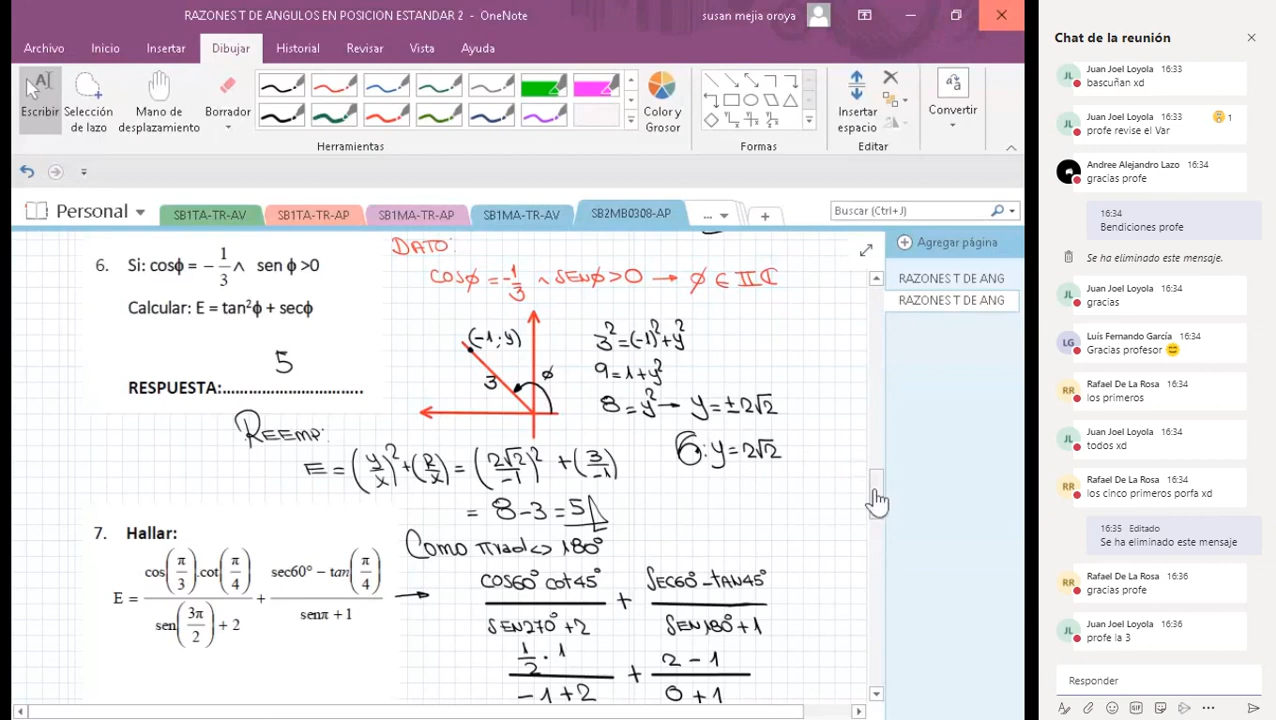 RAZONES T DE ANGULOS EN POSICION ESTANDAR 2 - OneNote
susan mejia oroya
Archivo Inicio Insertar Dibujar Historial Revisar Vista Ayuda
Escribir
Selección de lazo
Mano de desplazamiento
Borrador
Color y Grosor
Insertar espacio
Convertir
Herramientas
Formas
Editar
Personal
SB1TA-TR-AV
SB1TA-TR-AP
SB1MA-TR-AP
SB1MA-TR-AV
SB2MB0308-AP
...
Buscar (Ctrl+J)
Agregar página
RAZONES T DE ANG
RAZONES T DE ANG
6. Si: cosϕ = −1/3 ∧ sen ϕ >0
Calcular: E = tan²ϕ + secϕ
5
RESPUESTA:....................................
DATO:
COSϕ = -1/3 ∧ SENϕ > 0 → ϕ ∈ IIC
(-1; y)
3
ϕ
3² = (-1)² + y²
9 = 1 + y²
8 = y² → y = ±2√2
6: y = 2√2
REEMP:
E = (y/x)² + (R/x) = (2√2/-1)² + (3/-1)
= 8 - 3 = 5
7. Hallar:
E = cos(π/3).cot(π/4) / sen(3π/2) + 2 + sec60° − tan(π/4) / senπ + 1 →
Como πrad <> 180°
COS60° cot45° / SEN270° + 2 + SEC60° - TAN45° / SEN180° + 1
1/2 · 1 / -1 + 2 + 2 - 1 / 0 + 1
Chat de la reunión
JL Juan Joel Loyola 16:33
bascuñan xd
JL Juan Joel Loyola 16:33
1
profe revise el Var
Andree Alejandro Lazo 16:34
gracias profe
16:34
Bendiciones profe
Se ha eliminado este mensaje.
JL Juan Joel Loyola 16:34
gracias
LG Luís Fernando García 16:34
Gracias profesor
RR Rafael De La Rosa 16:34
los primeros
JL Juan Joel Loyola 16:34
todos xd
RR Rafael De La Rosa 16:34
los cinco primeros porfa xd
16:35 Editado
Se ha eliminado este mensaje
RR Rafael De La Rosa 16:36
gracias profe
JL Juan Joel Loyola 16:36
profe la 3
Responder